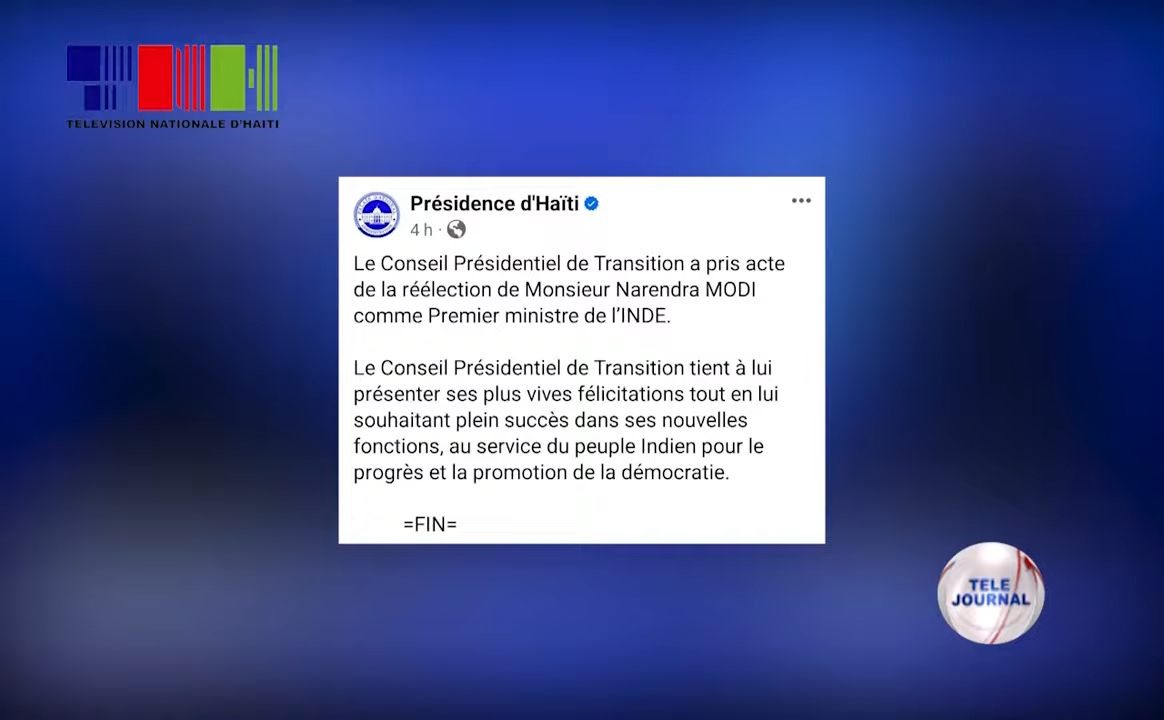 TELEVISION NATIONALE D'HAITI
Présidence d'Haïti
4 h ·
Le Conseil Présidentiel de Transition a pris acte
de la réélection de Monsieur Narendra MODI
comme Premier ministre de l’INDE.
Le Conseil Présidentiel de Transition tient à lui
présenter ses plus vives félicitations tout en lui
souhaitant plein succès dans ses nouvelles
fonctions, au service du peuple Indien pour le
progrès et la promotion de la démocratie.
=FIN=
TELE
JOURNAL